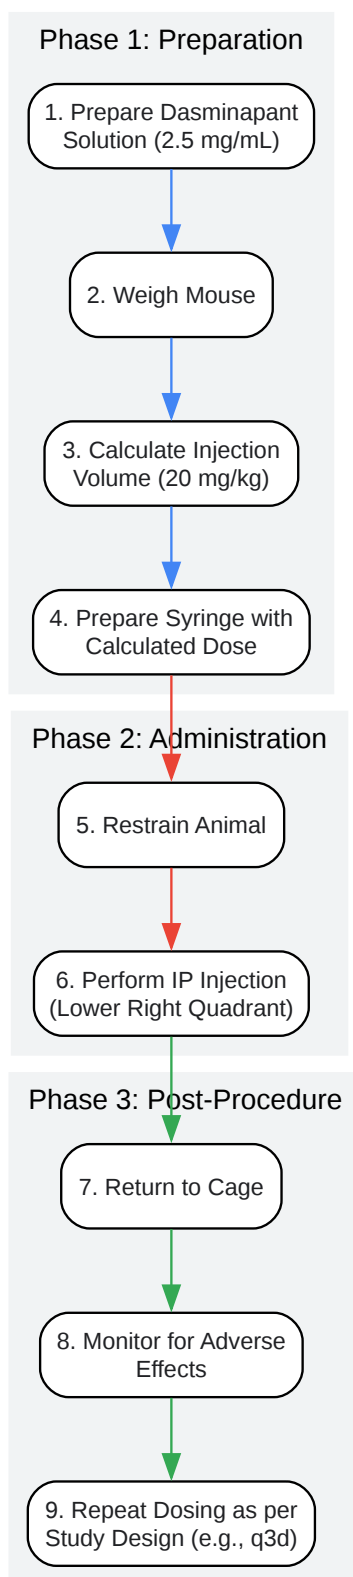 Phase 1: Preparation
1. Prepare Dasminapant
Solution (2.5 mg/mL)
2. Weigh Mouse
3. Calculate Injection
Volume (20 mg/kg)
4. Prepare Syringe with
Calculated Dose
Phase 2: Administration
5. Restrain Animal
6. Perform IP Injection
(Lower Right Quadrant)
Phase 3: Post-Procedure
7. Return to Cage
8. Monitor for Adverse
Effects
9. Repeat Dosing as per
Study Design (e.g., q3d)